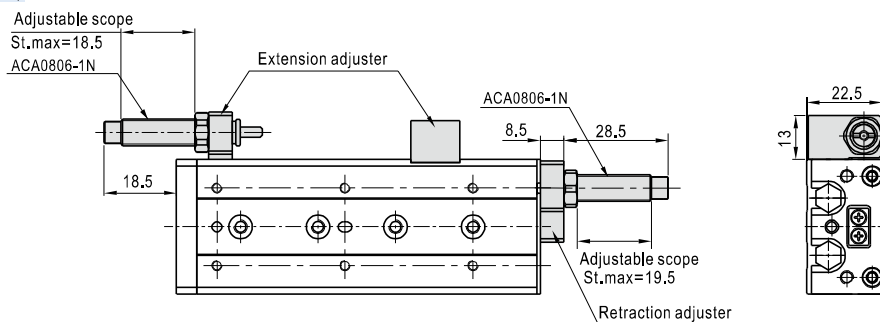 Adjustable scope
St.max=18.5
ACA0806-1N
Extension adjuster
ACA0806-1N
22.5
8.5
28.5
13
18.5
Adjustable scope
St.max=19.5
Retraction adjuster